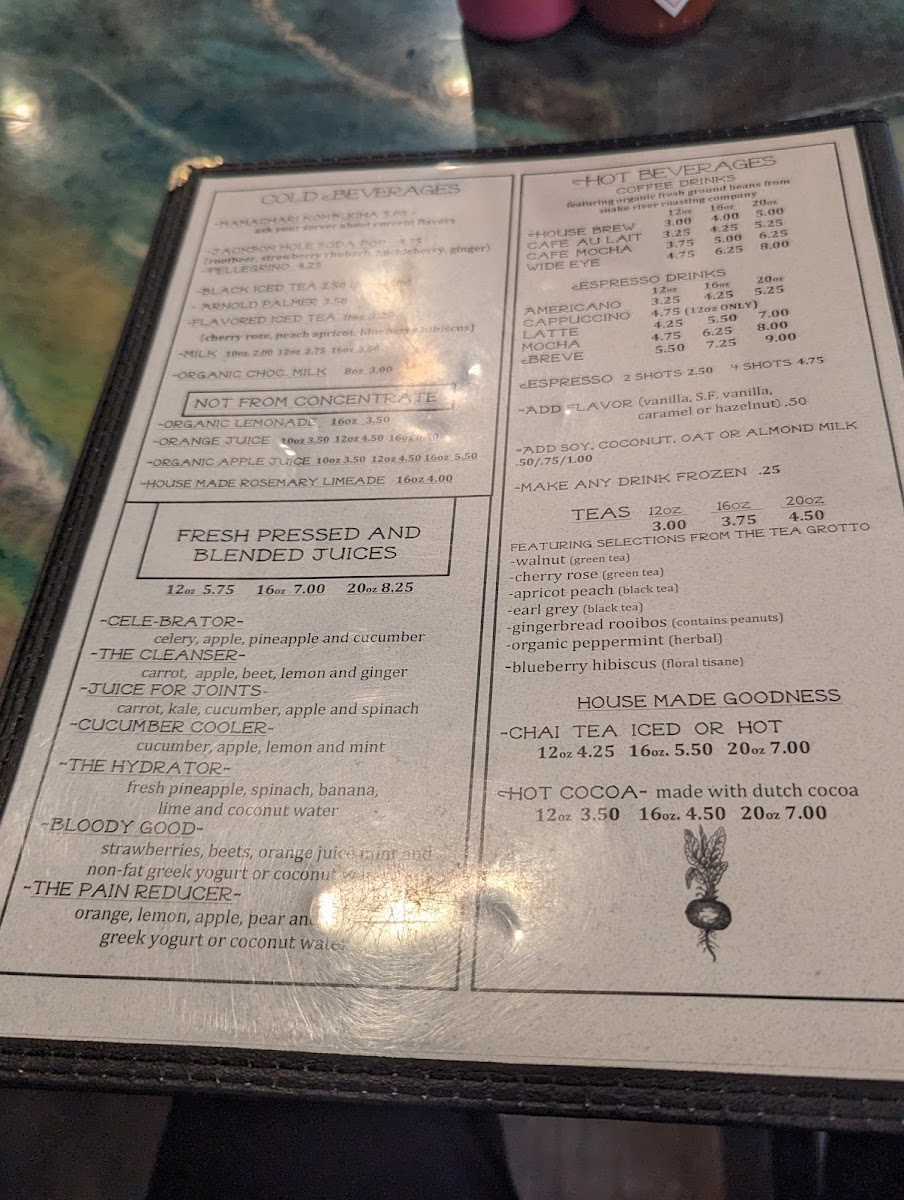 COLD BEVERAGES
-MAMACHARI KOMBUCHA 5.00 -
ask your server about current flavors
-JACKSON HOLE SODA POP 4.75
(rootbeer, strawberry rhubarb, huckleberry, ginger)
-PELLEGRINO 4.25
-BLACK ICED TEA 2.50
- ARNOLD PALMER 3.50
-FLAVORED ICED TEA 16oz 3.25
(cherry rose, peach apricot, blueberry hibiscus)
-MILK 10oz 2.00 12oz 2.75 16oz 3.50
-ORGANIC CHOC. MILK 8oz 3.00
NOT FROM CONCENTRATE
-ORGANIC LEMONADE 16oz 3.50
-ORANGE JUICE 10oz 3.50 12oz 4.50 16oz
-ORGANIC APPLE JUICE 10oz 3.50 12oz 4.50 16oz 5.50
-HOUSE MADE ROSEMARY LIMEADE 16oz 4.00
FRESH PRESSED AND
BLENDED JUICES
12oz 5.75 16oz 7.00 20oz 8.25
-CELE-BRATOR-
celery, apple, pineapple and cucumber
-THE CLEANSER-
carrot, apple, beet, lemon and ginger
-JUICE FOR JOINTS-
carrot, kale, cucumber, apple and spinach
-CUCUMBER COOLER-
cucumber, apple, lemon and mint
-THE HYDRATOR-
fresh pineapple, spinach, banana,
lime and coconut water
-BLOODY GOOD-
strawberries, beets, orange juice mint and
non-fat greek yogurt or coconut
-THE PAIN REDUCER-
orange, lemon, apple, pear
greek yogurt or coconut water
HOT BEVERAGES
COFFEE DRINKS
featuring organic fresh ground beans from
snake river roasting company
12oz 16oz 20oz
-HOUSE BREW 3.00 4.00 5.00
CAFE AU LAIT 3.25 4.25 5.25
CAFE MOCHA 3.75 5.00 6.25
WIDE EYE 4.75 6.25 8.00
ESPRESSO DRINKS
12oz 16oz 20oz
AMERICANO 3.25 4.25 5.25
CAPPUCCINO 4.75 (12oz ONLY)
LATTE 4.25 5.50 7.00
MOCHA 4.75 6.25 8.00
BREVE 5.50 7.25 9.00
ESPRESSO 2 SHOTS 2.50 4 SHOTS 4.75
-ADD FLAVOR (vanilla, S.F. vanilla,
caramel or hazelnut) .50
-ADD SOY, COCONUT, OAT OR ALMOND MILK
.50/.75/1.00
-MAKE ANY DRINK FROZEN .25
TEAS 12oz 16oz 20oz
3.00 3.75 4.50
FEATURING SELECTIONS FROM THE TEA GROTTO
-walnut (green tea)
-cherry rose (green tea)
-apricot peach (black tea)
-earl grey (black tea)
-gingerbread rooibos (contains peanuts)
-organic peppermint (herbal)
-blueberry hibiscus (floral tisane)
HOUSE MADE GOODNESS
-CHAI TEA ICED OR HOT
12oz 4.25 16oz. 5.50 20oz 7.00
HOT COCOA- made with dutch cocoa
12oz 3.50 16oz. 4.50 20oz 7.00